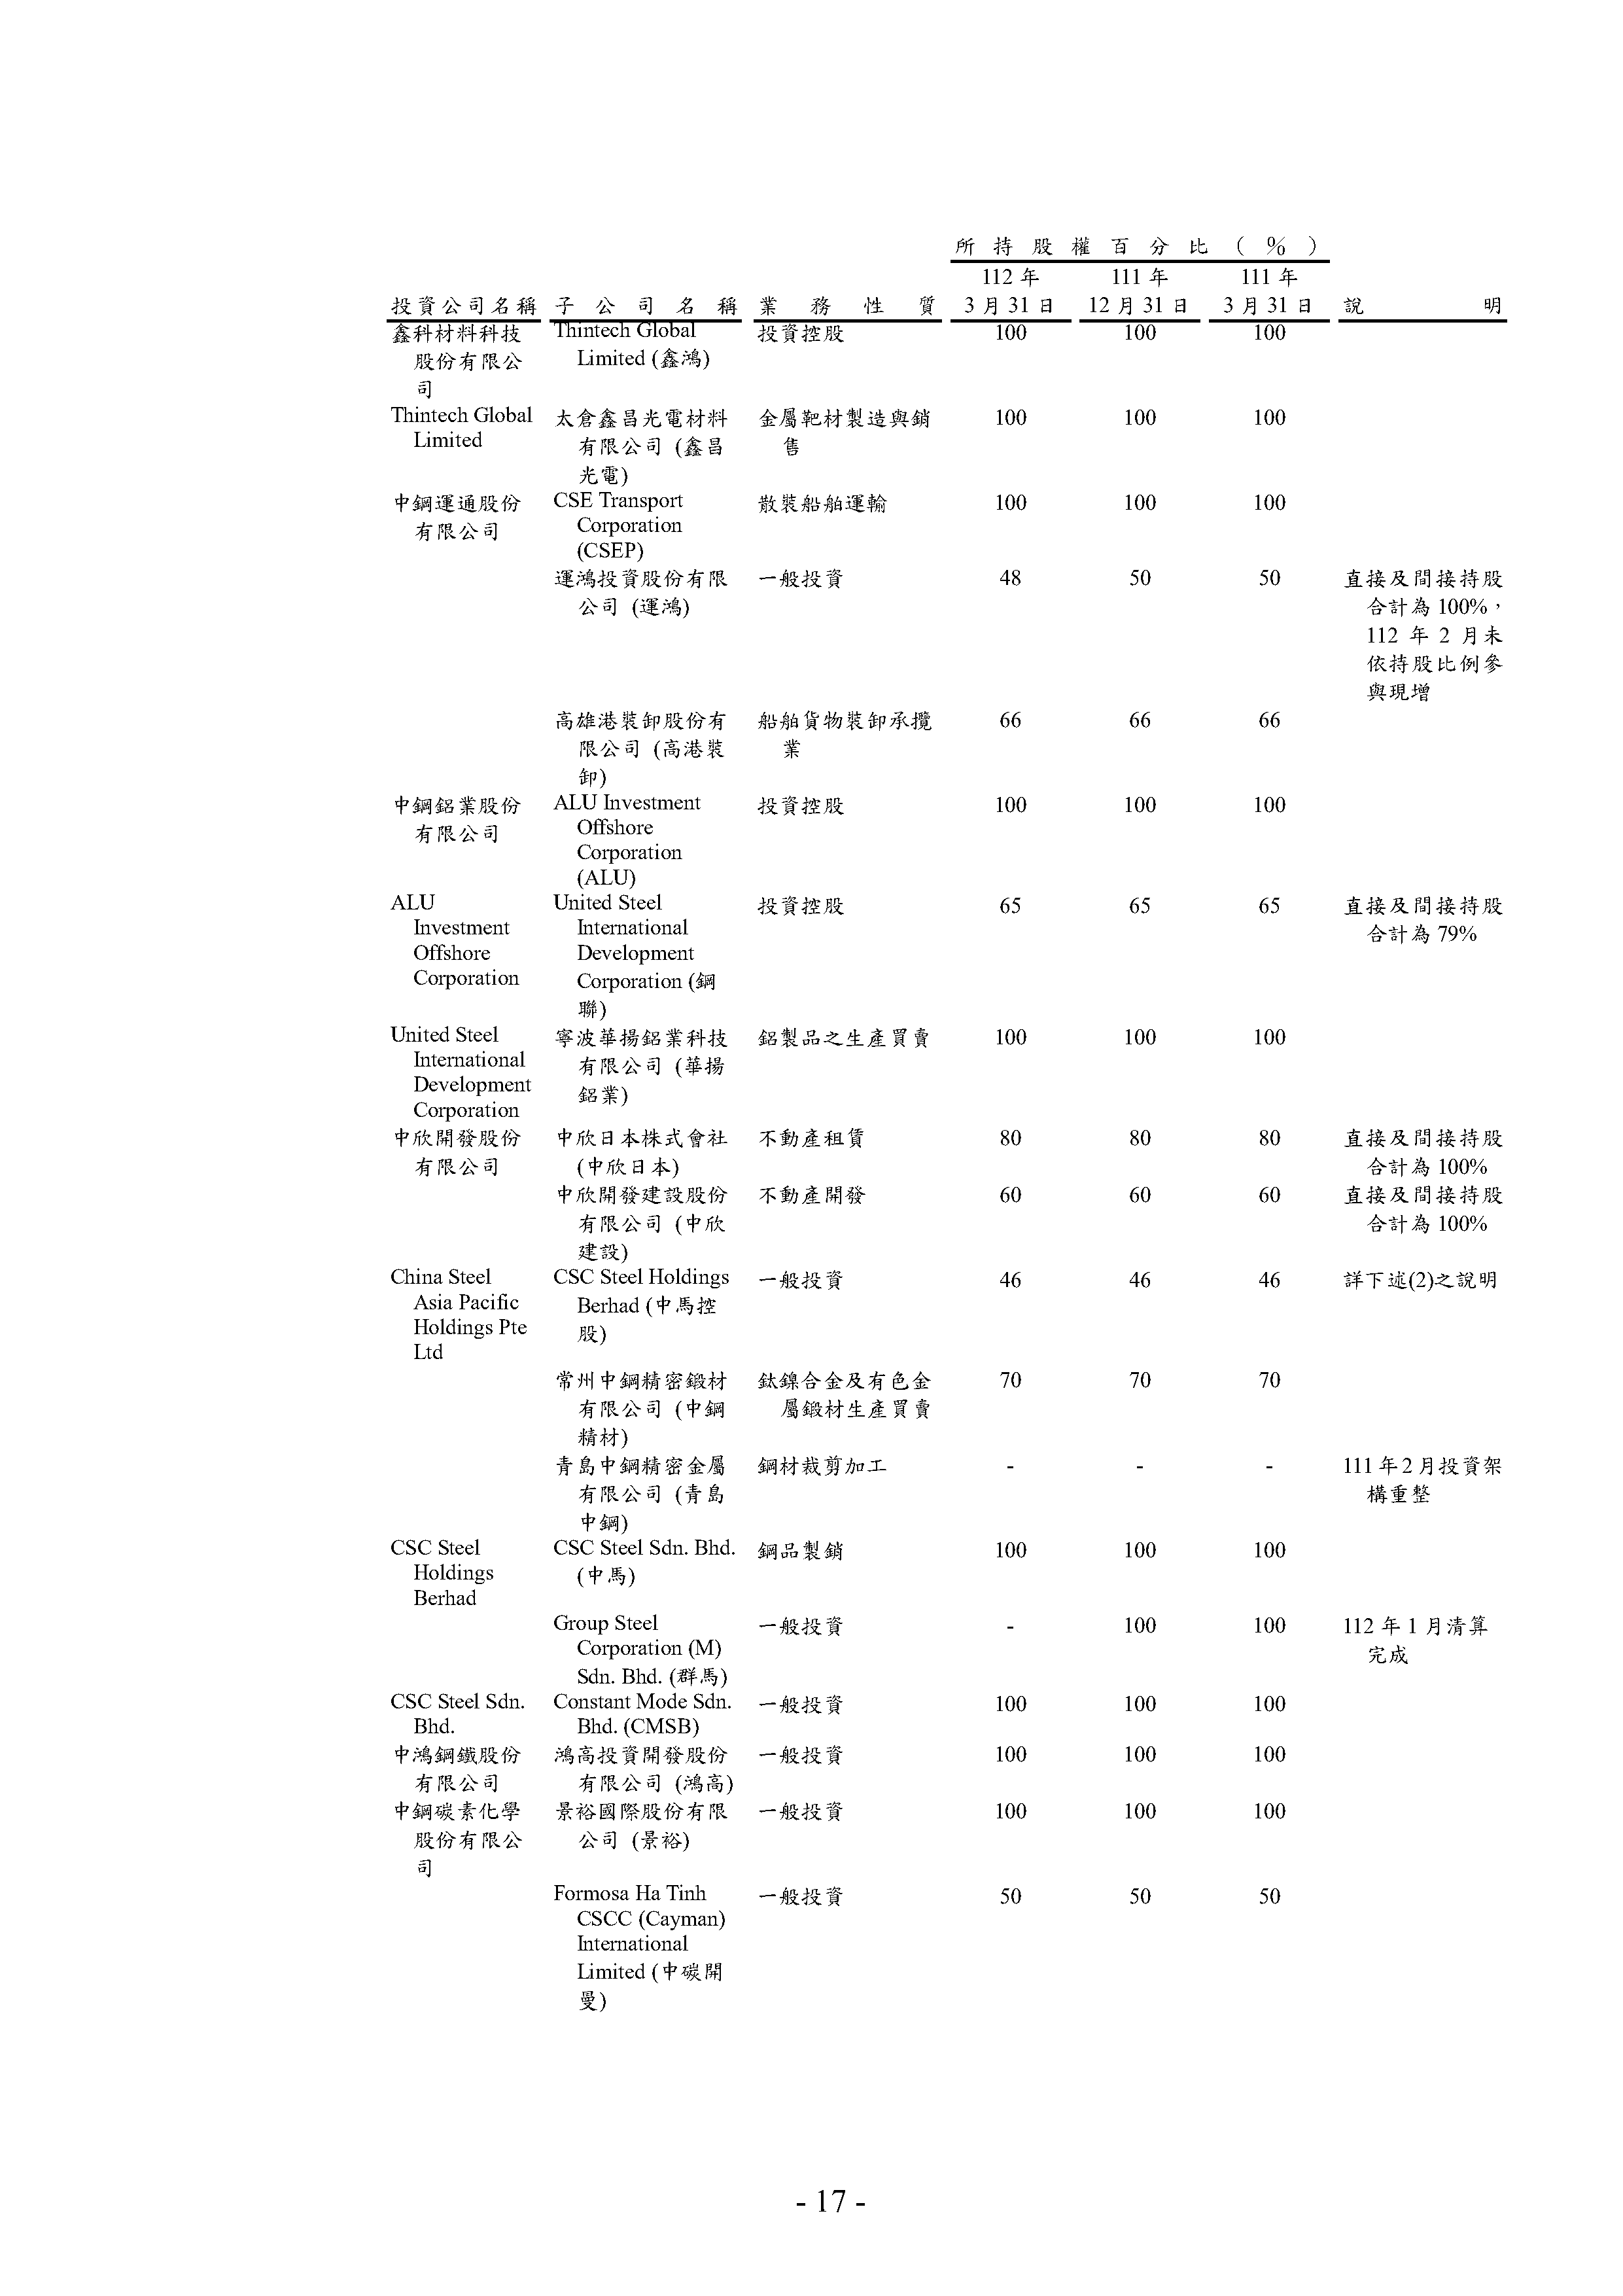 所持股權百分比(%)
112年 111年 111年
投資公司名稱 子公司名稱 業務性質 3月31日 12月31日 3月31日 說明
鑫科材料科技 Thintech Global 投資控股 100 100 100
股份有限公 Limited (鑫鴻)
司
Thintech Global 太倉鑫昌光電材料 金屬靶材製造與銷 100 100 100
Limited 有限公司 (鑫昌 售
光電)
中鋼運通股份 CSE Transport 散裝船舶運輸 100 100 100
有限公司 Corporation
(CSEP)
運鴻投資股份有限 一般投資 48 50 50 直接及間接持股
公司 (運鴻) 合計為 100%,
112 年 2 月未
依持股比例參
與現增
高雄港裝卸股份有 船舶貨物裝卸承攬 66 66 66
限公司 (高港裝 業
卸)
中鋼鋁業股份 ALU Investment 投資控股 100 100 100
有限公司 Offshore
Corporation
(ALU)
ALU United Steel 投資控股 65 65 65 直接及間接持股
Investment International 合計為 79%
Offshore Development
Corporation Corporation (鋼
聯)
United Steel 寧波華揚鋁業科技 鋁製品之生產買賣 100 100 100
International 有限公司 (華揚
Development 鋁業)
Corporation
中欣開發股份 中欣日本株式會社 不動產租賃 80 80 80 直接及間接持股
有限公司 (中欣日本) 合計為 100%
中欣開發建設股份 不動產開發 60 60 60 直接及間接持股
有限公司 (中欣 合計為 100%
建設)
China Steel CSC Steel Holdings 一般投資 46 46 46 詳下述(2)之說明
Asia Pacific Berhad (中馬控
Holdings Pte 股)
Ltd
常州中鋼精密鍛材 鈦鎳合金及有色金 70 70 70
有限公司 (中鋼 屬鍛材生產買賣
精材)
青島中鋼精密金屬 鋼材裁剪加工 - - - 111年2月投資架
有限公司 (青島 構重整
中鋼)
CSC Steel CSC Steel Sdn. Bhd. 鋼品製銷 100 100 100
Holdings (中馬)
Berhad
Group Steel 一般投資 - 100 100 112 年 1 月清算
Corporation (M) 完成
Sdn. Bhd. (群馬)
CSC Steel Sdn. Constant Mode Sdn. 一般投資 100 100 100
Bhd. Bhd. (CMSB)
中鴻鋼鐵股份 鴻高投資開發股份 一般投資 100 100 100
有限公司 有限公司 (鴻高)
中鋼碳素化學 景裕國際股份有限 一般投資 100 100 100
股份有限公 公司 (景裕)
司
Formosa Ha Tinh 一般投資 50 50 50
CSCC (Cayman)
International
Limited (中碳開
曼)
- 17 -